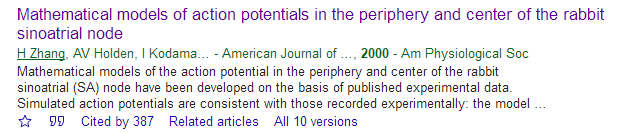 Mathematical models of action potentials in the periphery and center of the rabbit
sinoatrial node
H Zhang, AV Holden, I Kodama... - American Journal of ..., 2000 - Am Physiological Soc
Mathematical models of the action potential in the periphery and center of the rabbit
sinoatrial (SA) node have been developed on the basis of published experimental data.
Simulated action potentials are consistent with those recorded experimentally: the model ...
Cited by 387 Related articles All 10 versions